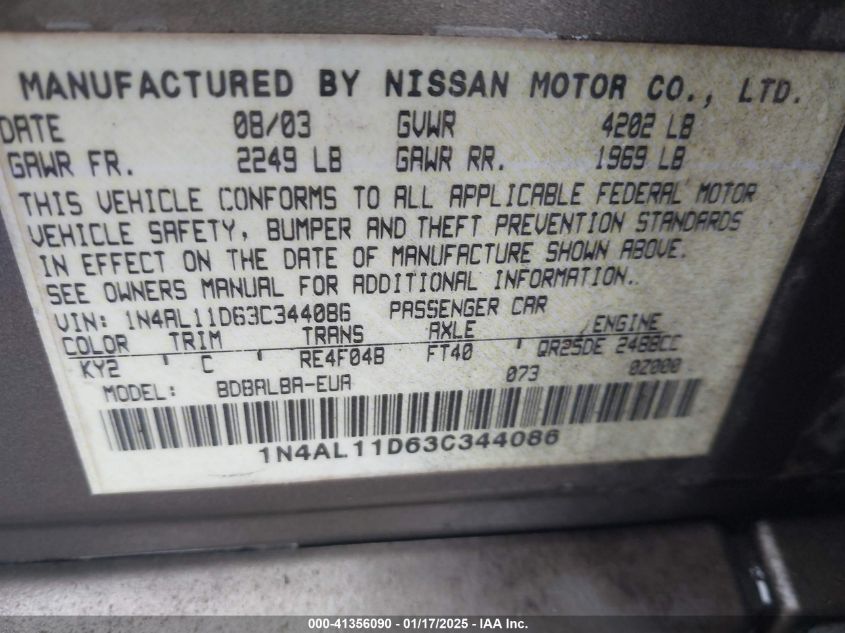 MANUFACTURED BY NISSAN MOTOR CO., LTD.
DATE 08/03 GVWR 4202 LB
GAWR FR. 2249 LB GAWR RR. 1969 LB
THIS VEHICLE CONFORMS TO ALL APPLICABLE FEDERAL MOTOR
VEHICLE SAFETY, BUMPER AND THEFT PREVENTION STANDARDS
IN EFFECT ON THE DATE OF MANUFACTURE SHOWN ABOVE.
SEE OWNERS MANUAL FOR ADDITIONAL INFORMATION.
VIN: 1N4AL11D63C344086 PASSENGER CAR
COLOR TRIM TRANS AXLE ENGINE
KY2 ' C ' RE4F04B FT40 ' QR25DE 2488CC
MODEL: BDBALBA-EUA 073 0Z000
1N4AL11D63C344086
000-41356090 - 01/17/2025 - IAA Inc.